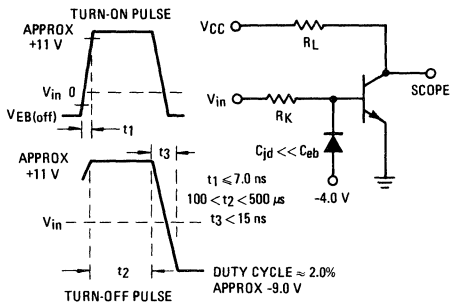 TURN-ON PULSE
APPROX
+11 V
Vin 0
VEB(off)
t1
t3
APPROX
+11 V
Vin
t2
TURN-OFF PULSE
t1 ≤ 7.0 ns
100 < t2 < 500 µs
t3 < 15 ns
DUTY CYCLE ≈ 2.0%
APPROX -9.0 V
VCC
RL
SCOPE
Vin
RK
Cjd << Ceb
-4.0 V